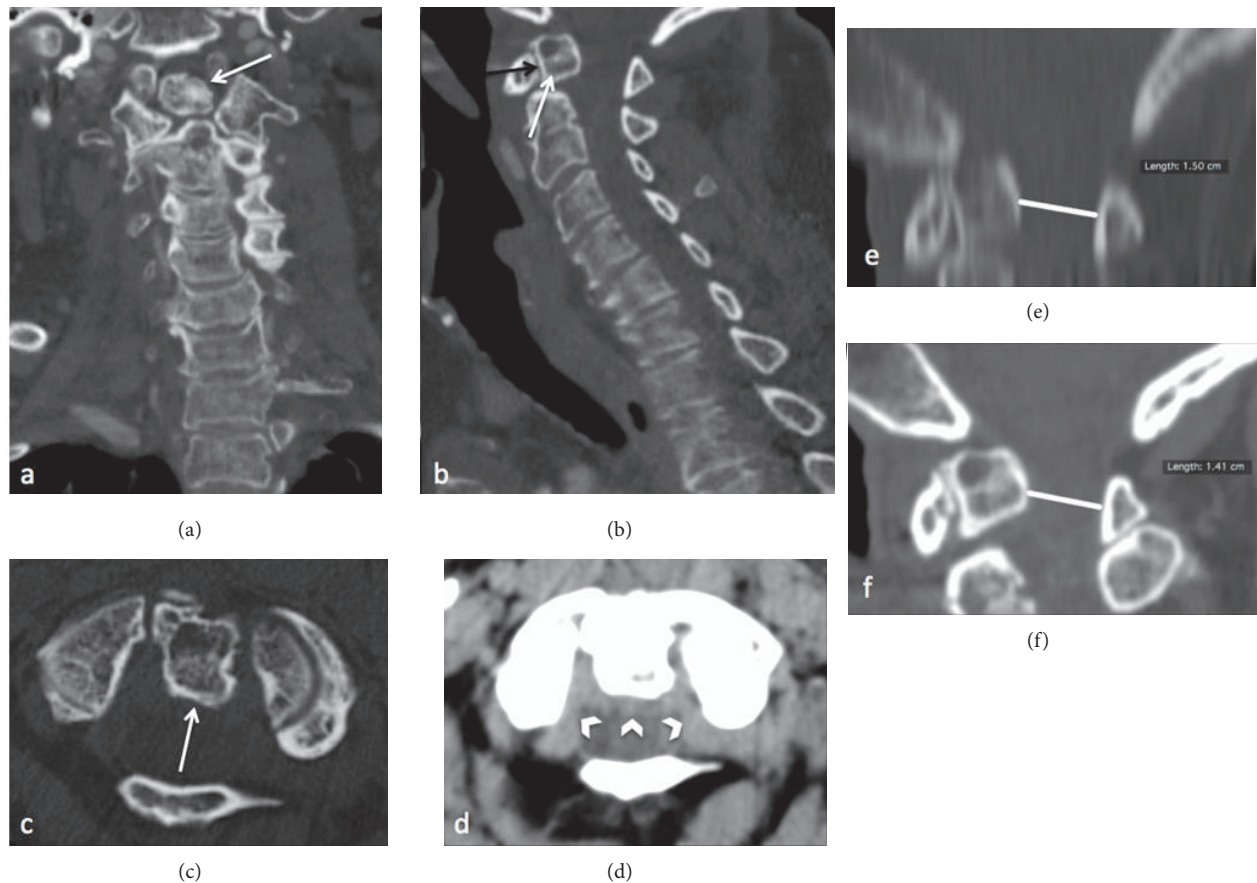 a
(a)
b
(b)
Length: 1.50 cm
e
(e)
c
(c)
d
(d)
Length: 1.41 cm
f
(f)